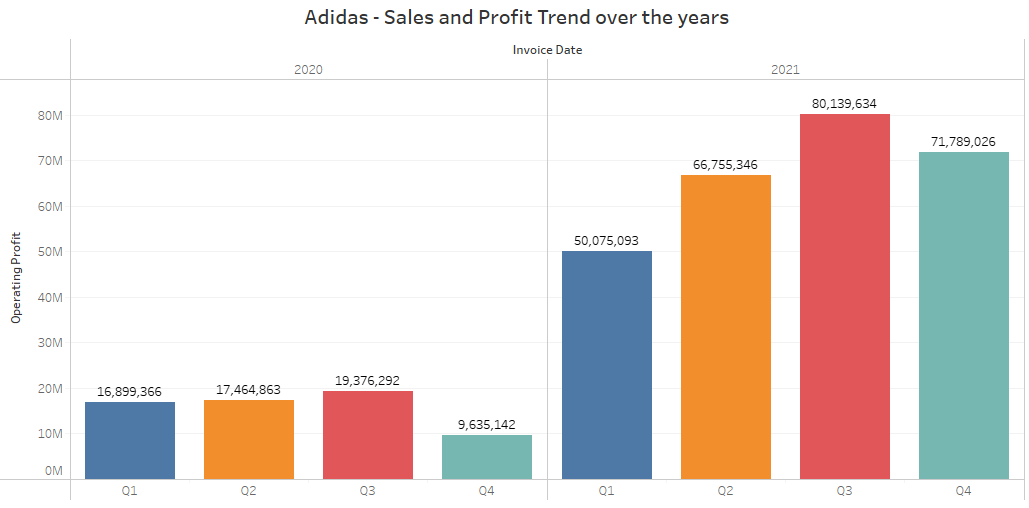 Adidas - Sales and Profit Trend over the years
Invoice Date
2020 2021
Operating Profit
80M
70M
60M
50M
40M
30M
20M
10M
0M
16,899,366
17,464,863
19,376,292
9,635,142
50,075,093
66,755,346
80,139,634
71,789,026
Q1 Q2 Q3 Q4 Q1 Q2 Q3 Q4